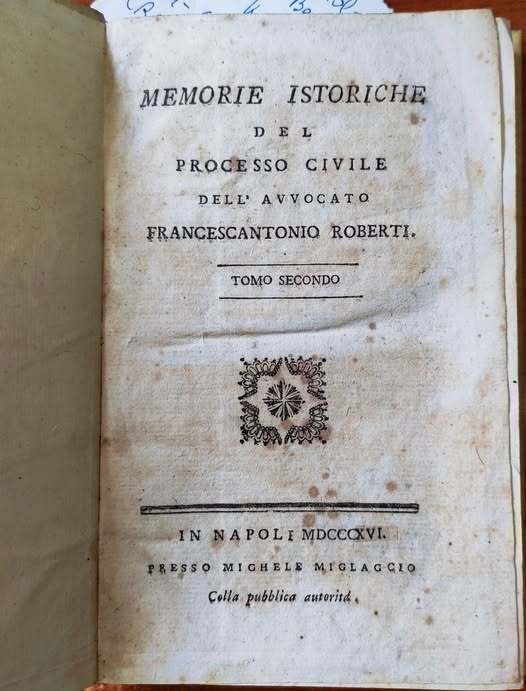 MEMORIE ISTORICHE
DEL
PROCESSO CIVILE
DELL' AVVOCATO
FRANCESCANTONIO ROBERTI.
TOMO SECONDO
IN NAPOLI MDCCCXVI.
PRESSO MICHELE MIGLACCIO
Colla pubblica autorità.